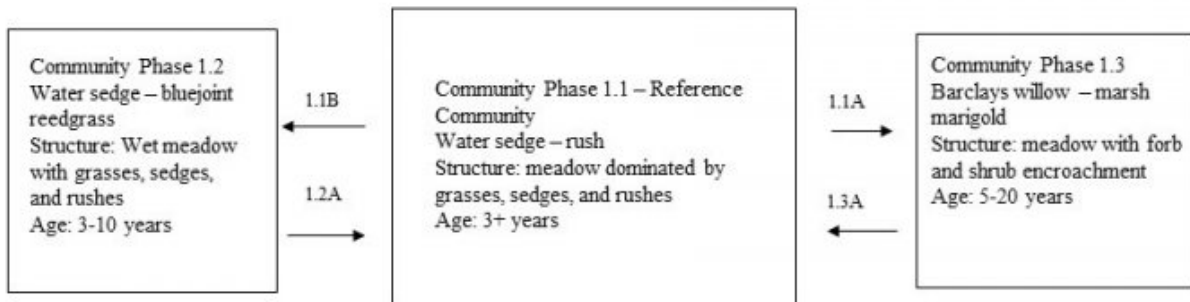 Community Phase 1.2
Water sedge – bluejoint
reedgrass
Structure: Wet meadow
with grasses, sedges,
and rushes
Age: 3-10 years
1.1B
1.2A
Community Phase 1.1 – Reference
Community
Water sedge – rush
Structure: meadow dominated by
grasses, sedges, and rushes
Age: 3+ years
1.1A
1.3A
Community Phase 1.3
Barclays willow – marsh
marigold
Structure: meadow with forb
and shrub encroachment
Age: 5-20 years